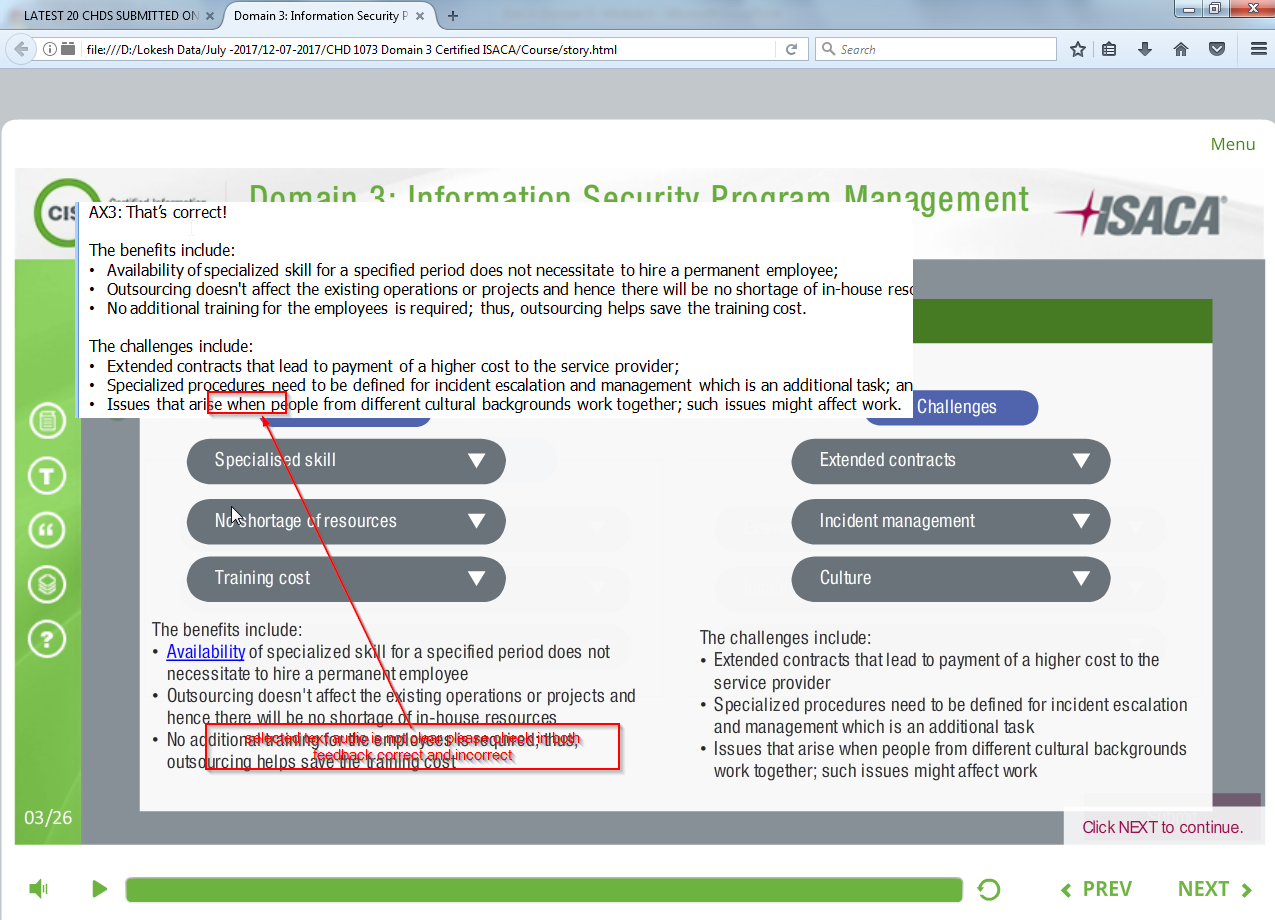 LATEST 20 CHDS SUBMITTED ON
Domain 3: Information Security P
file:///D:/Lokesh Data/July -2017/12-07-2017/CHD 1073 Domain 3 Certified ISACA/Course/story.html
Search
Menu
CIS
Certified Information
Domain 3: Information Security Program Management
ISACA®
AX3: That's correct!
The benefits include:
• Availability of specialized skill for a specified period does not necessitate to hire a permanent employee;
• Outsourcing doesn't affect the existing operations or projects and hence there will be no shortage of in-house
• No additional training for the employees is required; thus, outsourcing helps save the training cost.
The challenges include:
• Extended contracts that lead to payment of a higher cost to the service provider;
• Specialized procedures need to be defined for incident escalation and management which is an additional task; an
• Issues that arise when people from different cultural backgrounds work together; such issues might affect work.
Challenges
Specialised skill
Extended contracts
No shortage of resources
Incident management
Training cost
Culture
The benefits include:
• Availability of specialized skill for a specified period does not
necessitate to hire a permanent employee
• Outsourcing doesn't affect the existing operations or projects and
hence there will be no shortage of in-house resources
• No additional training for the employees is required; thus,
outsourcing helps save the training cost
selected text audio is not clear please check in both
feedback correct and incorrect
The challenges include:
• Extended contracts that lead to payment of a higher cost to the
service provider
• Specialized procedures need to be defined for incident escalation
and management which is an additional task
• Issues that arise when people from different cultural backgrounds
work together; such issues might affect work
03/26
Click NEXT to continue.
PREV
NEXT